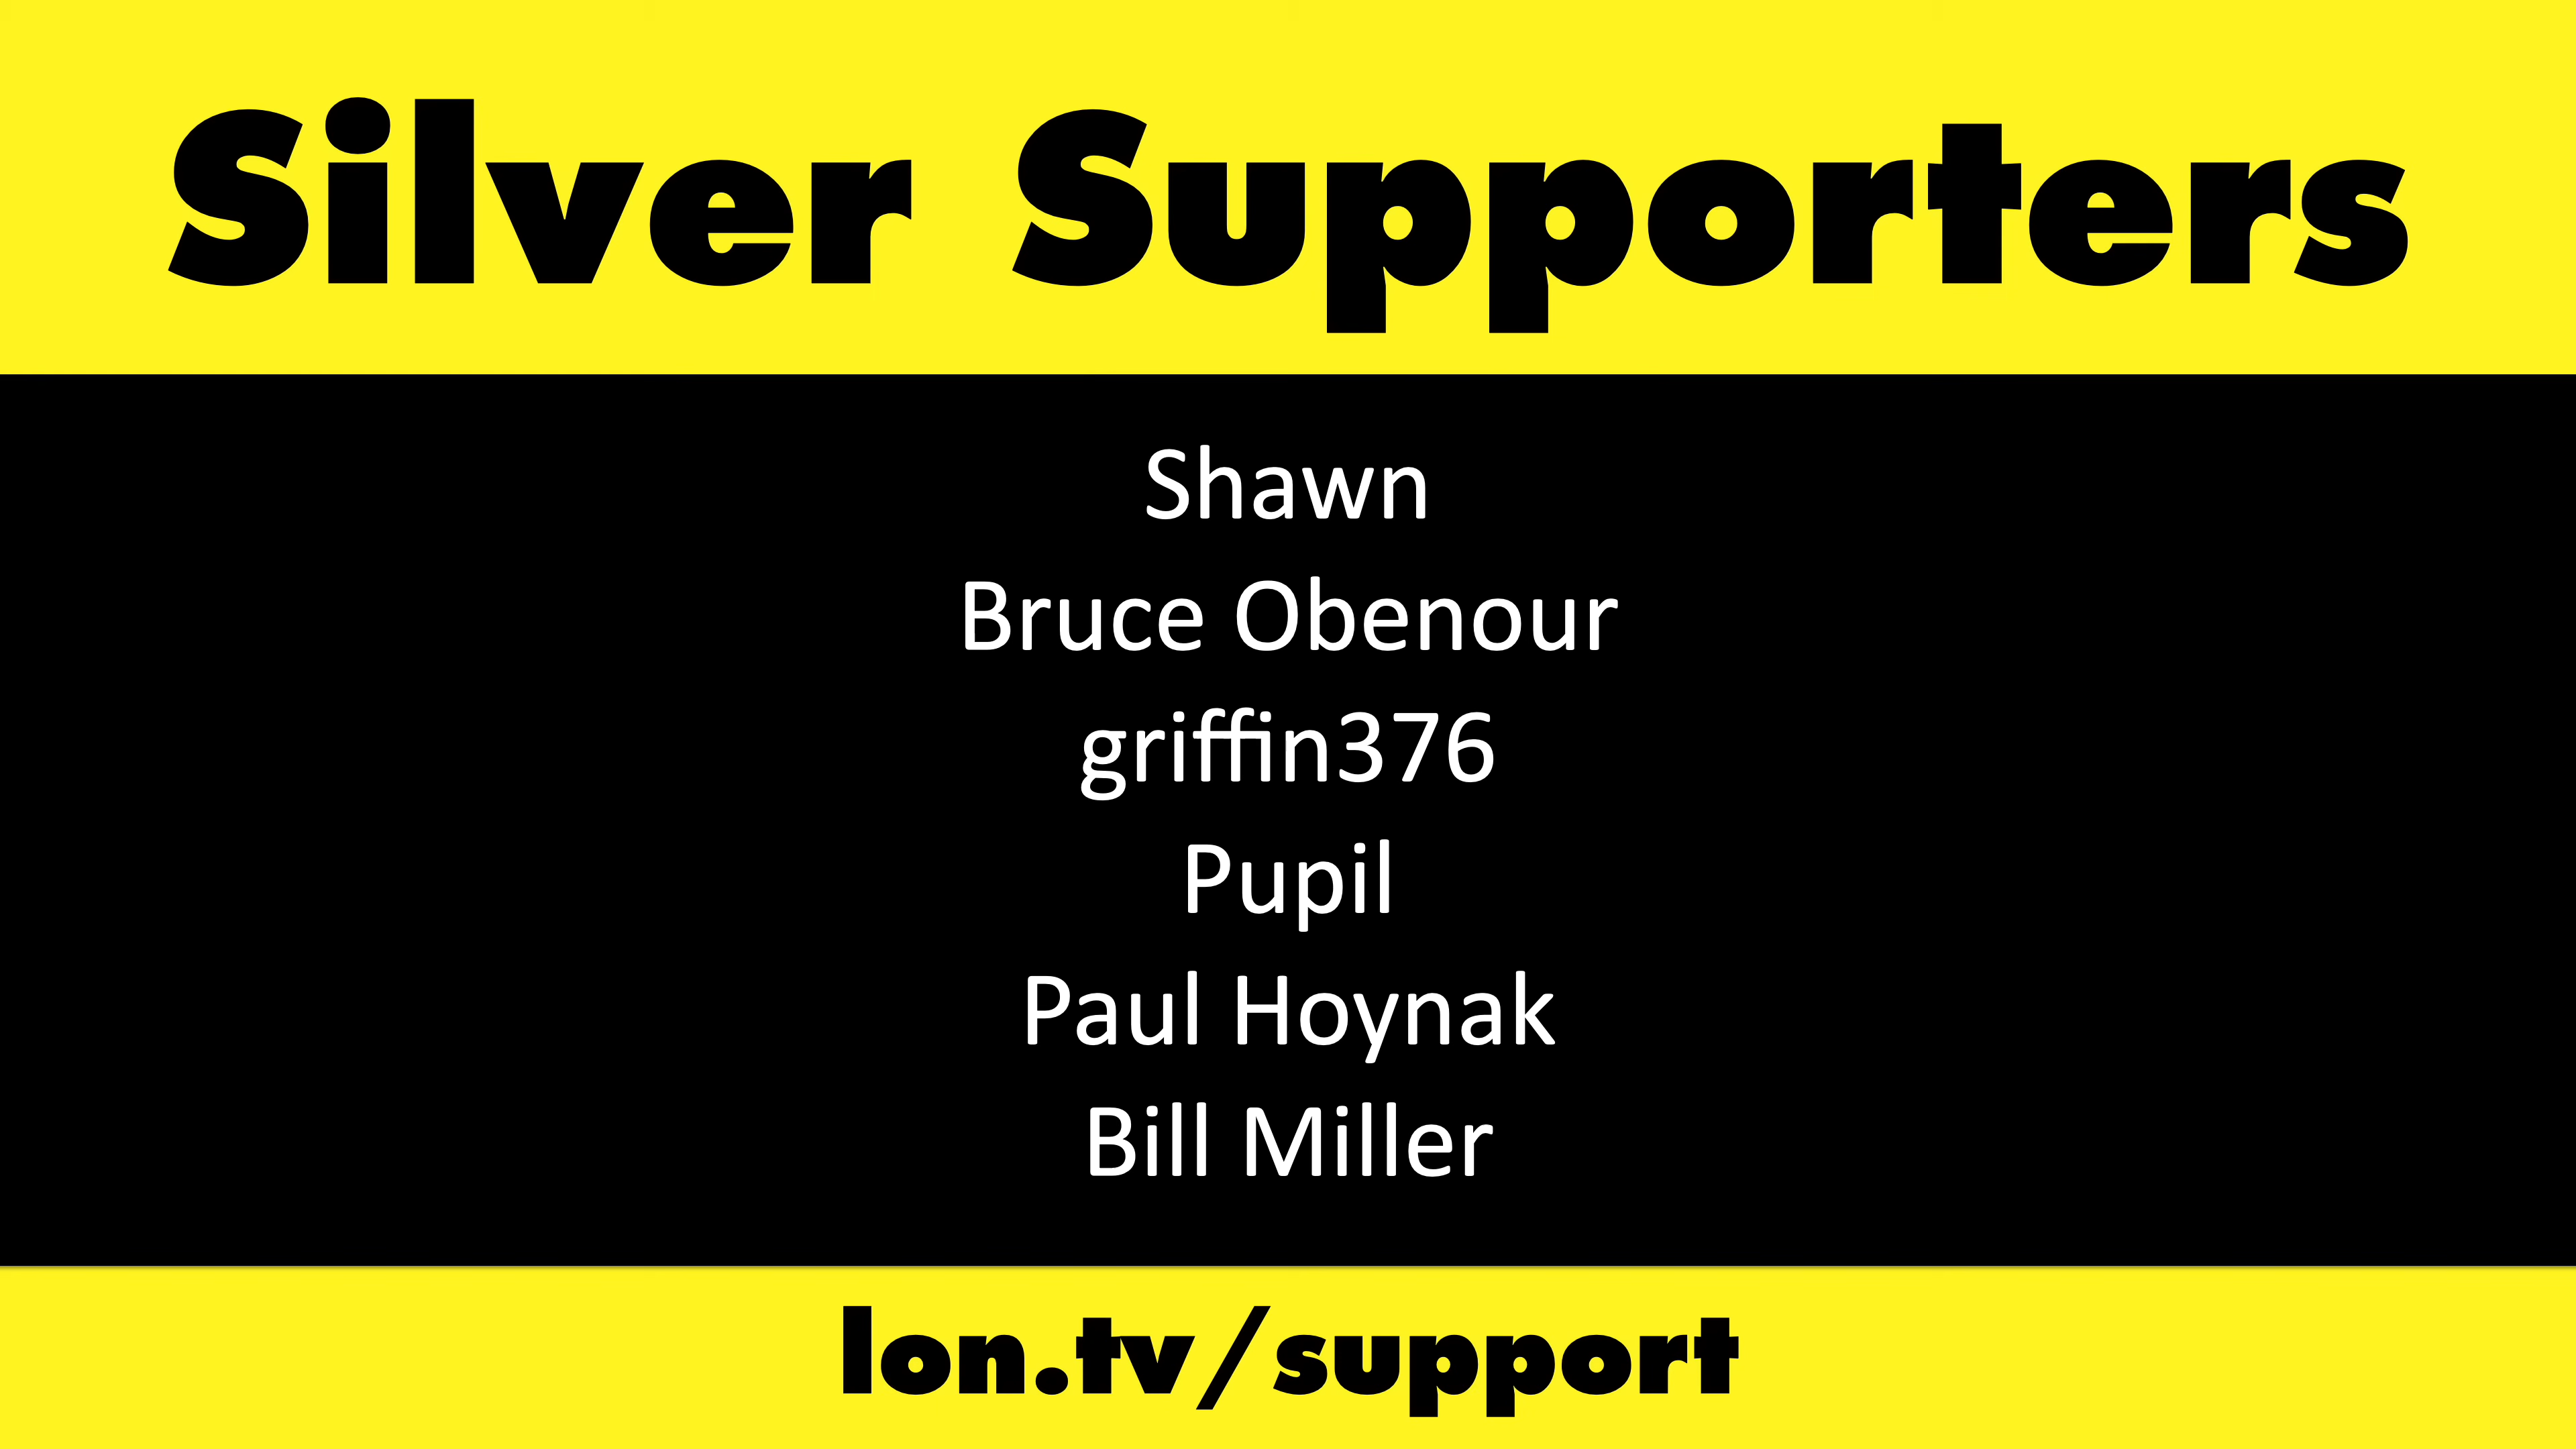 Silver Supporters
Shawn
Bruce Obenour
griffin376
Pupil
Paul Hoynak
Bill Miller
lon.tv/support